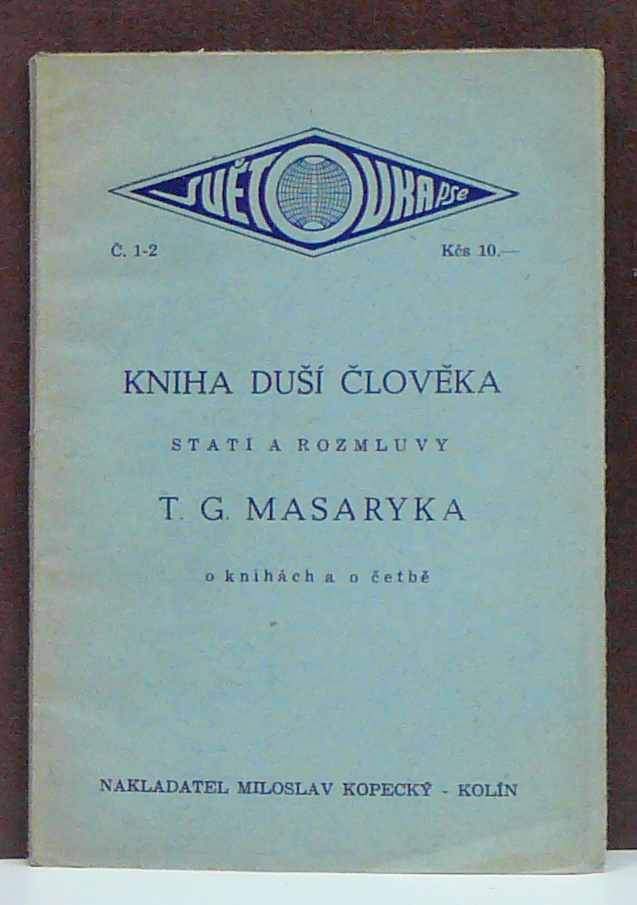 SVĚTOVKA PSE
Č. 1-2 Kčs 10.—
KNIHA DUŠÍ ČLOVĚKA
STATI A ROZMLUVY
T. G. MASARYKA
o knihách a o četbě
NAKLADATEL MILOSLAV KOPECKÝ - KOLÍN